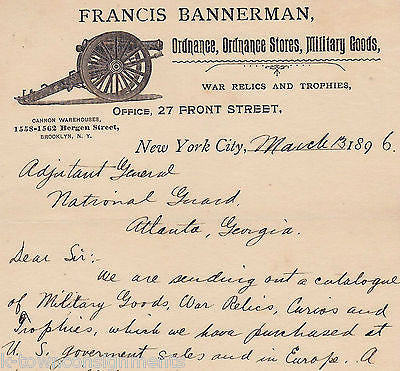 FRANCIS BANNERMAN,
Ordnance, Ordnance Stores, Military Goods,
WAR RELICS AND TROPHIES,
OFFICE, 27 FRONT STREET,
CANNON WAREHOUSES,
1558-1562 Bergen Street,
BROOKLYN, N. Y.
New York City, March 13 1896.
Adjutant General
National Guard.
Atlanta, Georgia.
Dear Sir:-
We are sending out a catalogue
of Military Goods, War Relics, Curios and
Trophies, which we have purchased at
U. S. goverment sales and in Europe. A
k-townconsignments